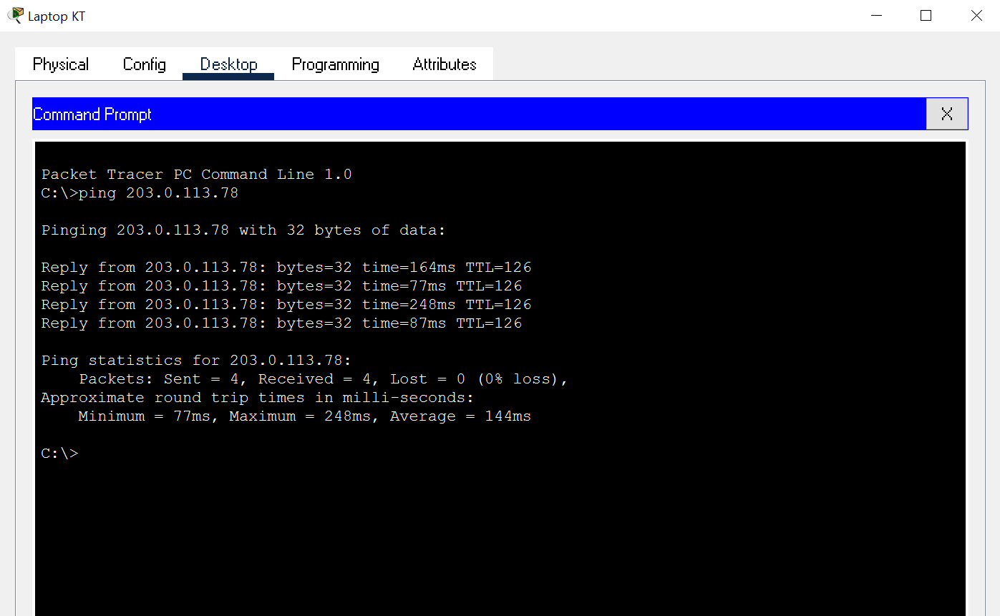 Laptop KT
Physical Config Desktop Programming Attributes
Command Prompt X
Packet Tracer PC Command Line 1.0
C:\>ping 203.0.113.78
Pinging 203.0.113.78 with 32 bytes of data:
Reply from 203.0.113.78: bytes=32 time=164ms TTL=126
Reply from 203.0.113.78: bytes=32 time=77ms TTL=126
Reply from 203.0.113.78: bytes=32 time=248ms TTL=126
Reply from 203.0.113.78: bytes=32 time=87ms TTL=126
Ping statistics for 203.0.113.78:
    Packets: Sent = 4, Received = 4, Lost = 0 (0% loss),
Approximate round trip times in milli-seconds:
    Minimum = 77ms, Maximum = 248ms, Average = 144ms
C:\>